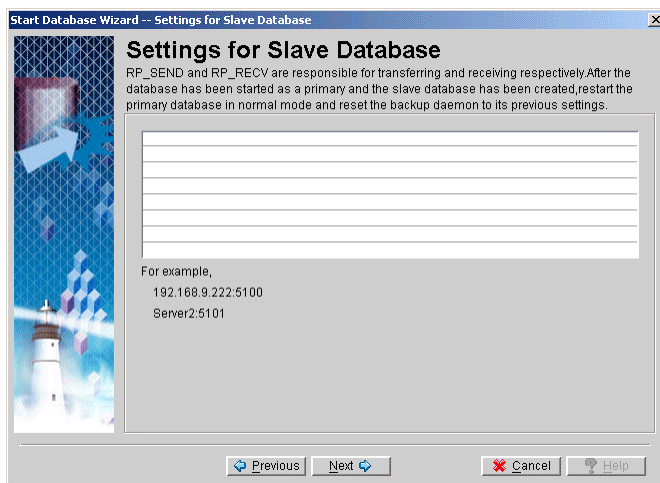 Start Database Wizard -- Settings for Slave Database
Settings for Slave Database
RP_SEND and RP_RECV are responsible for transferring and receiving respectively.After the
database has been started as a primary and the slave database has been created,restart the
primary database in normal mode and reset the backup daemon to its previous settings.
For example,
192.168.9.222:5100
Server2:5101
Previous
Next
Cancel
Help